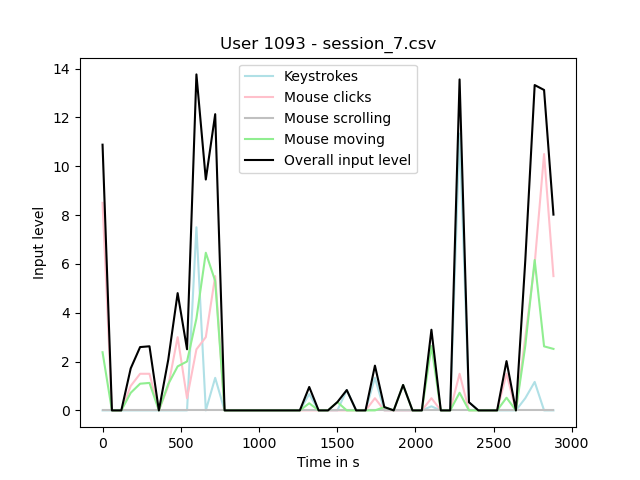 User 1093 - session_7.csv
Keystrokes
Mouse clicks
Mouse scrolling
Mouse moving
Overall input level
Input level
14
12
10
8
6
4
2
0
0 500 1000 1500 2000 2500 3000
Time in s